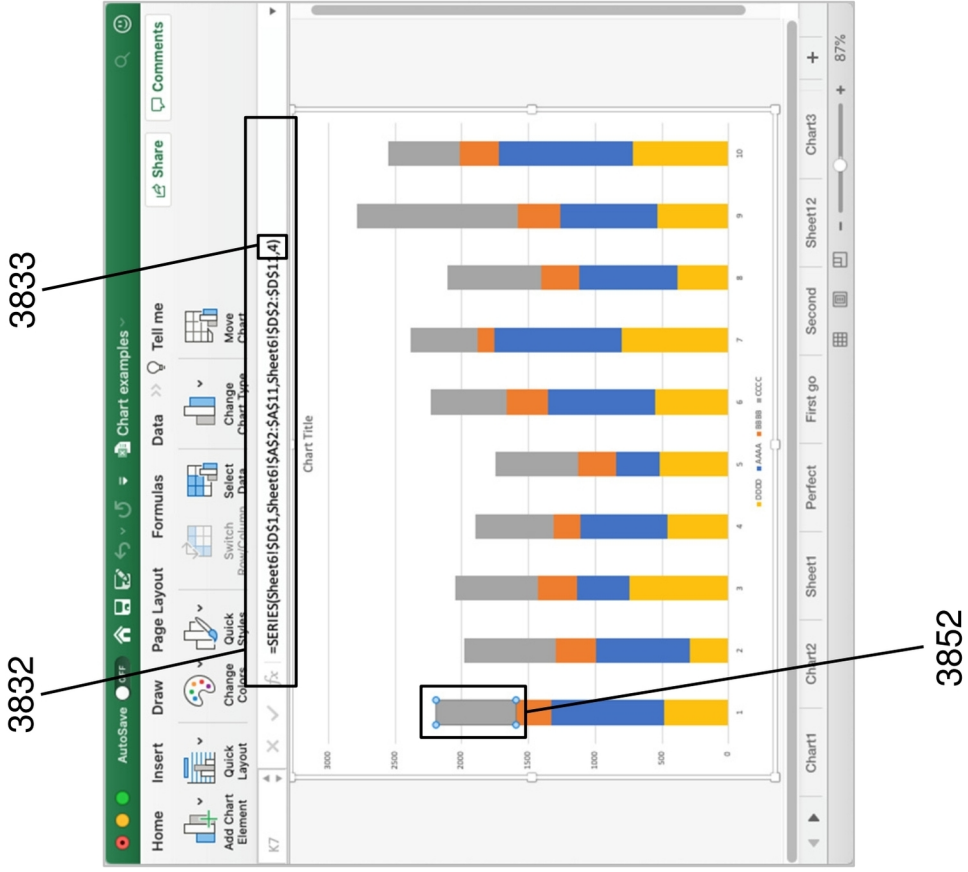 3832
3833
AutoSave OFF
Chart examples
Home Insert Draw Page Layout Formulas Data >> Tell me
Share Comments
Add Chart
Element
Quick
Layout
Change
Colors
Quick
Styles
Switch
Row/Column
Select
Data
Change
Chart Type
Move
Chart
K7
fx =SERIES(Sheet6!$D$1,Sheet6!$A$2:$A$11,Sheet6!$D$2:$D$11,4)
Chart Title
3000
2500
2000
1500
1000
500
0
1 2 3 4 5 6 7 8 9 10
DDDD AAAA BBBB CCCC
Chart1 Chart2 Sheet1 Perfect First go Second Sheet12 Chart3 +
- + 87%
3852